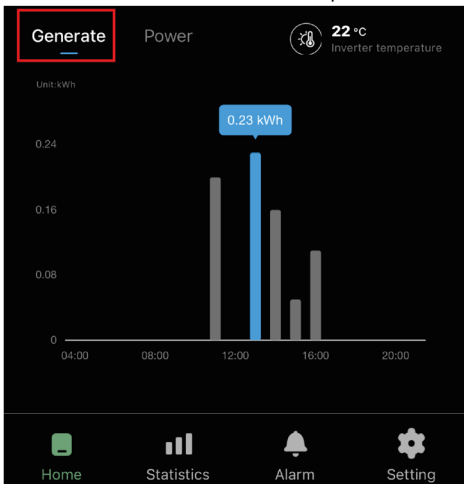 Generate Power 22 °C
Inverter temperature
Unit:kWh
0.23 kWh
0.24
0.16
0.08
0
04:00 08:00 12:00 16:00 20:00
Home Statistics Alarm Setting